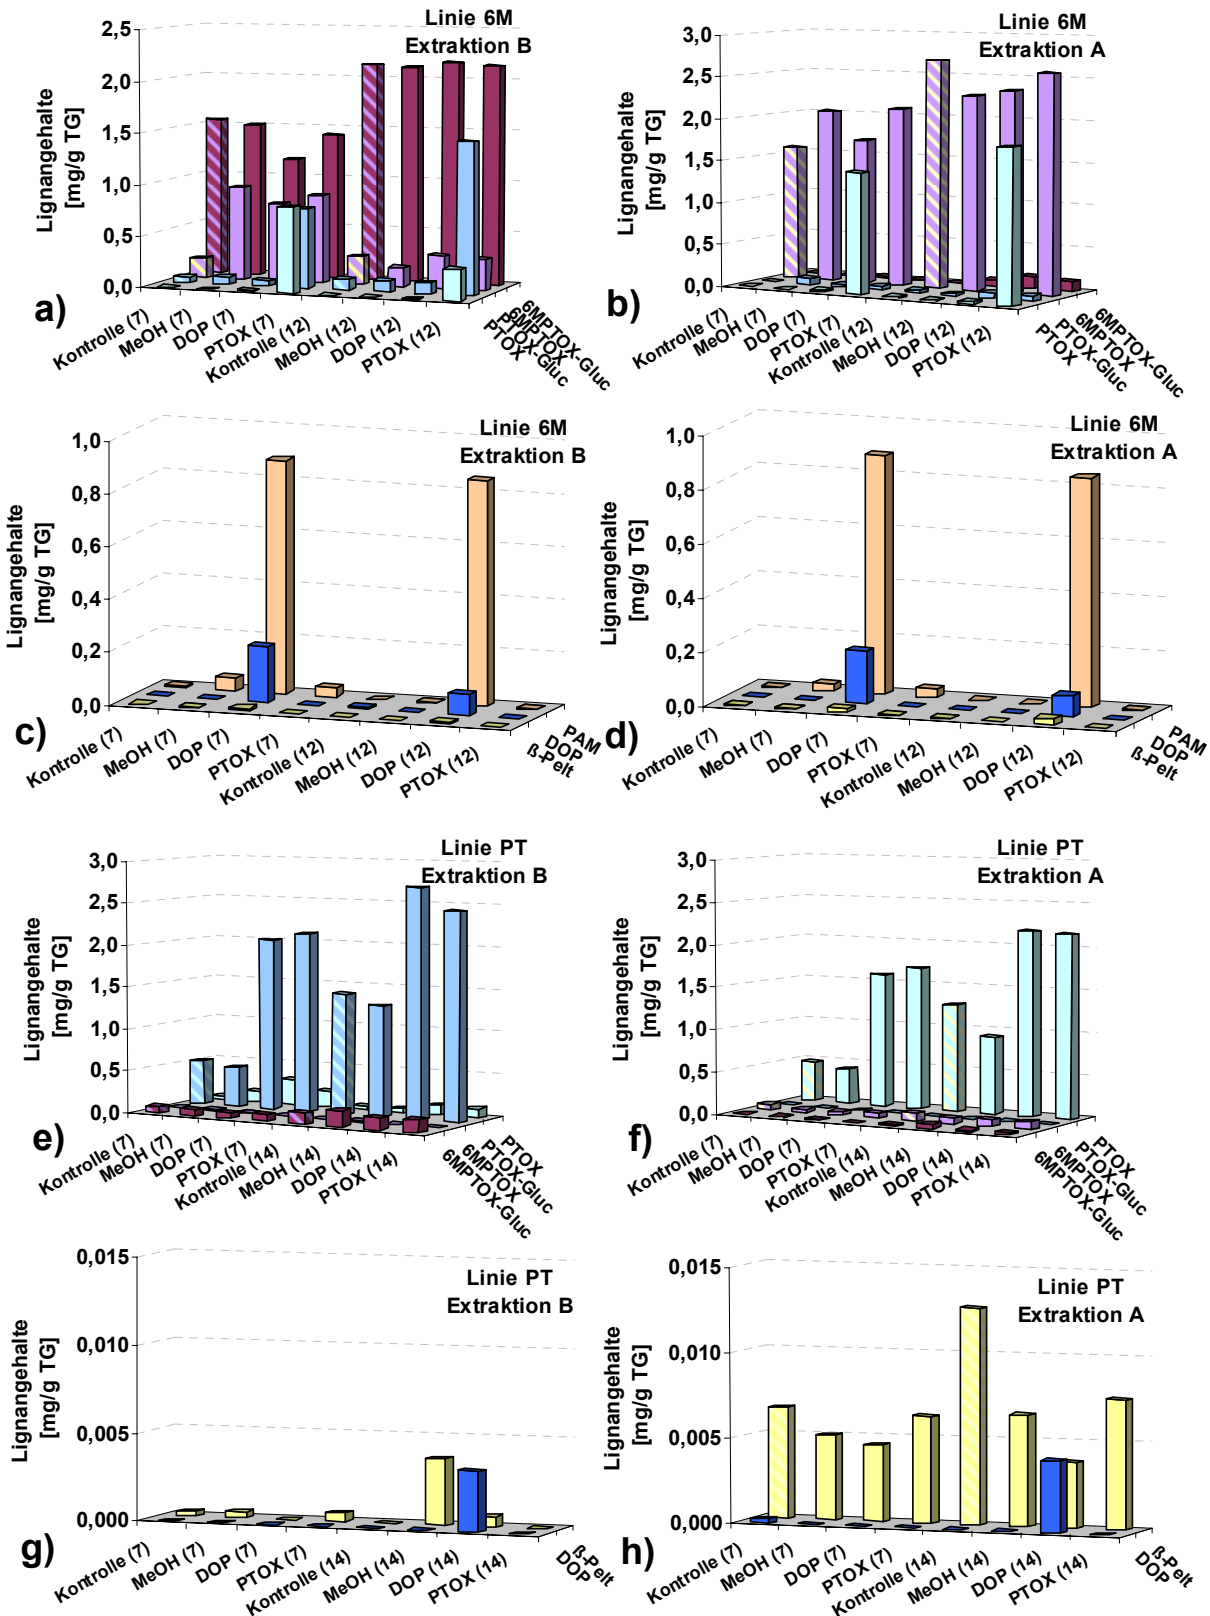 Linie 6M
Extraktion B
Lignangehalte
[mg/g TG]
2,5
2,0
1,5
1,0
0,5
0,0
a)
Kontrolle (7)
MeOH (7)
DOP (7)
PTOX (7)
Kontrolle (12)
MeOH (12)
DOP (12)
PTOX (12)
6MPTOX-Gluc
6MPTOX
PTOX-Gluc
PTOX
Linie 6M
Extraktion A
Lignangehalte
[mg/g TG]
3,0
2,5
2,0
1,5
1,0
0,5
0,0
b)
Kontrolle (7)
MeOH (7)
DOP (7)
PTOX (7)
Kontrolle (12)
MeOH (12)
DOP (12)
PTOX (12)
6MPTOX-Gluc
6MPTOX
PTOX-Gluc
PTOX
Linie 6M
Extraktion B
Lignangehalte
[mg/g TG]
1,0
0,8
0,6
0,4
0,2
0,0
c)
Kontrolle (7)
MeOH (7)
DOP (7)
PTOX (7)
Kontrolle (12)
MeOH (12)
DOP (12)
PTOX (12)
PAM
DOP
ß-Pelt
Linie 6M
Extraktion A
Lignangehalte
[mg/g TG]
1,0
0,8
0,6
0,4
0,2
0,0
d)
Kontrolle (7)
MeOH (7)
DOP (7)
PTOX (7)
Kontrolle (12)
MeOH (12)
DOP (12)
PTOX (12)
PAM
DOP
ß-Pelt
Linie PT
Extraktion B
Lignangehalte
[mg/g TG]
3,0
2,5
2,0
1,5
1,0
0,5
0,0
e)
Kontrolle (7)
MeOH (7)
DOP (7)
PTOX (7)
Kontrolle (14)
MeOH (14)
DOP (14)
PTOX (14)
PTOX
PTOX-Gluc
6MPTOX
6MPTOX-Gluc
Linie PT
Extraktion A
Lignangehalte
[mg/g TG]
3,0
2,5
2,0
1,5
1,0
0,5
0,0
f)
Kontrolle (7)
MeOH (7)
DOP (7)
PTOX (7)
Kontrolle (14)
MeOH (14)
DOP (14)
PTOX (14)
PTOX
PTOX-Gluc
6MPTOX
6MPTOX-Gluc
Linie PT
Extraktion B
Lignangehalte
[mg/g TG]
0,015
0,010
0,005
0,000
g)
Kontrolle (7)
MeOH (7)
DOP (7)
PTOX (7)
Kontrolle (14)
MeOH (14)
DOP (14)
PTOX (14)
ß-Pelt
DOP
Linie PT
Extraktion A
Lignangehalte
[mg/g TG]
0,015
0,010
0,005
0,000
h)
Kontrolle (7)
MeOH (7)
DOP (7)
PTOX (7)
Kontrolle (14)
MeOH (14)
DOP (14)
PTOX (14)
ß-Pelt
DOP